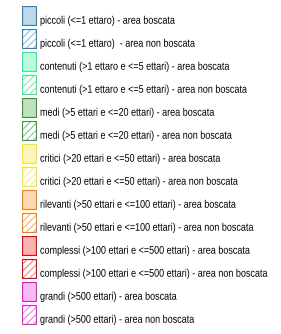 piccoli (<=1 ettaro) - area boscata
piccoli (<=1 ettaro) - area non boscata
contenuti (>1 ettaro e <=5 ettari) - area boscata
contenuti (>1 ettaro e <=5 ettari) - area non boscata
medi (>5 ettari e <=20 ettari) - area boscata
medi (>5 ettari e <=20 ettari) - area non boscata
critici (>20 ettari e <=50 ettari) - area boscata
critici (>20 ettari e <=50 ettari) - area non boscata
rilevanti (>50 ettari e <=100 ettari) - area boscata
rilevanti (>50 ettari e <=100 ettari) - area non boscata
complessi (>100 ettari e <=500 ettari) - area boscata
complessi (>100 ettari e <=500 ettari) - area non boscata
grandi (>500 ettari) - area boscata
grandi (>500 ettari) - area non boscata